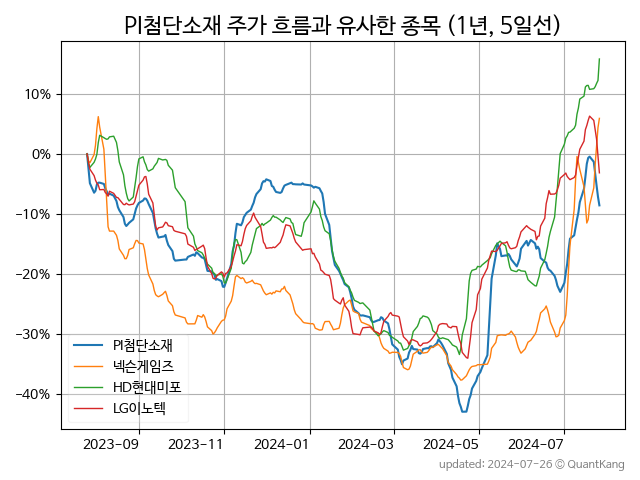 PI첨단소재 주가 흐름과 유사한 종목 (1년, 5일선)
10%
0%
−10%
−20%
−30%
−40%
PI첨단소재
넥슨게임즈
HD현대미포
LG이노텍
2023-09
2023-11
2024-01
2024-03
2024-05
2024-07
updated: 2024-07-26 © QuantKang